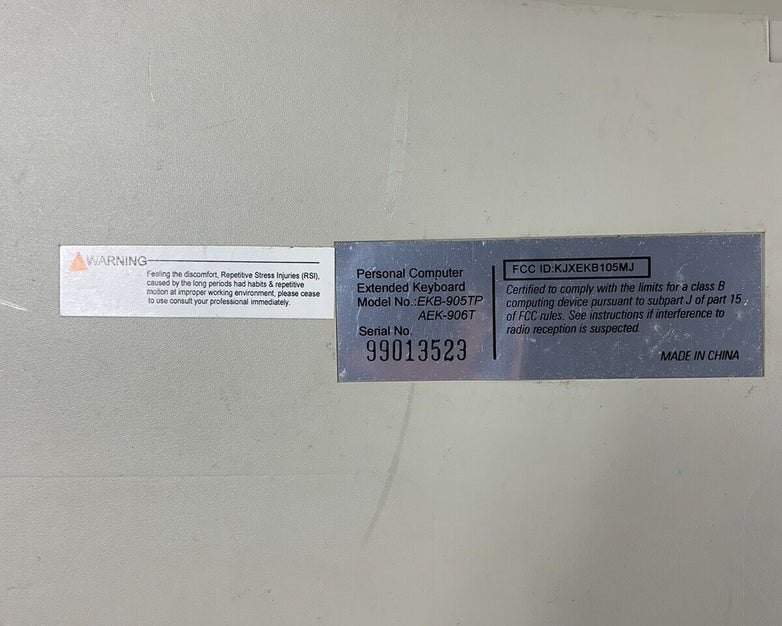 WARNING
Feeling the discomfort, Repetitive Stress Injuries (RSI),
caused by the long periods had habits & repetitive
motion at improper working environment, please cease
to use consult your professional immediately.
Personal Computer
Extended Keyboard
Model No.:EKB-905TP
AEK-906T
Serial No.
99013523
FCC ID:KJXEKB105MJ
Certified to comply with the limits for a class B
computing device pursuant to subpart J of part 15
of FCC rules. See instructions if interference to
radio reception is suspected.
MADE IN CHINA